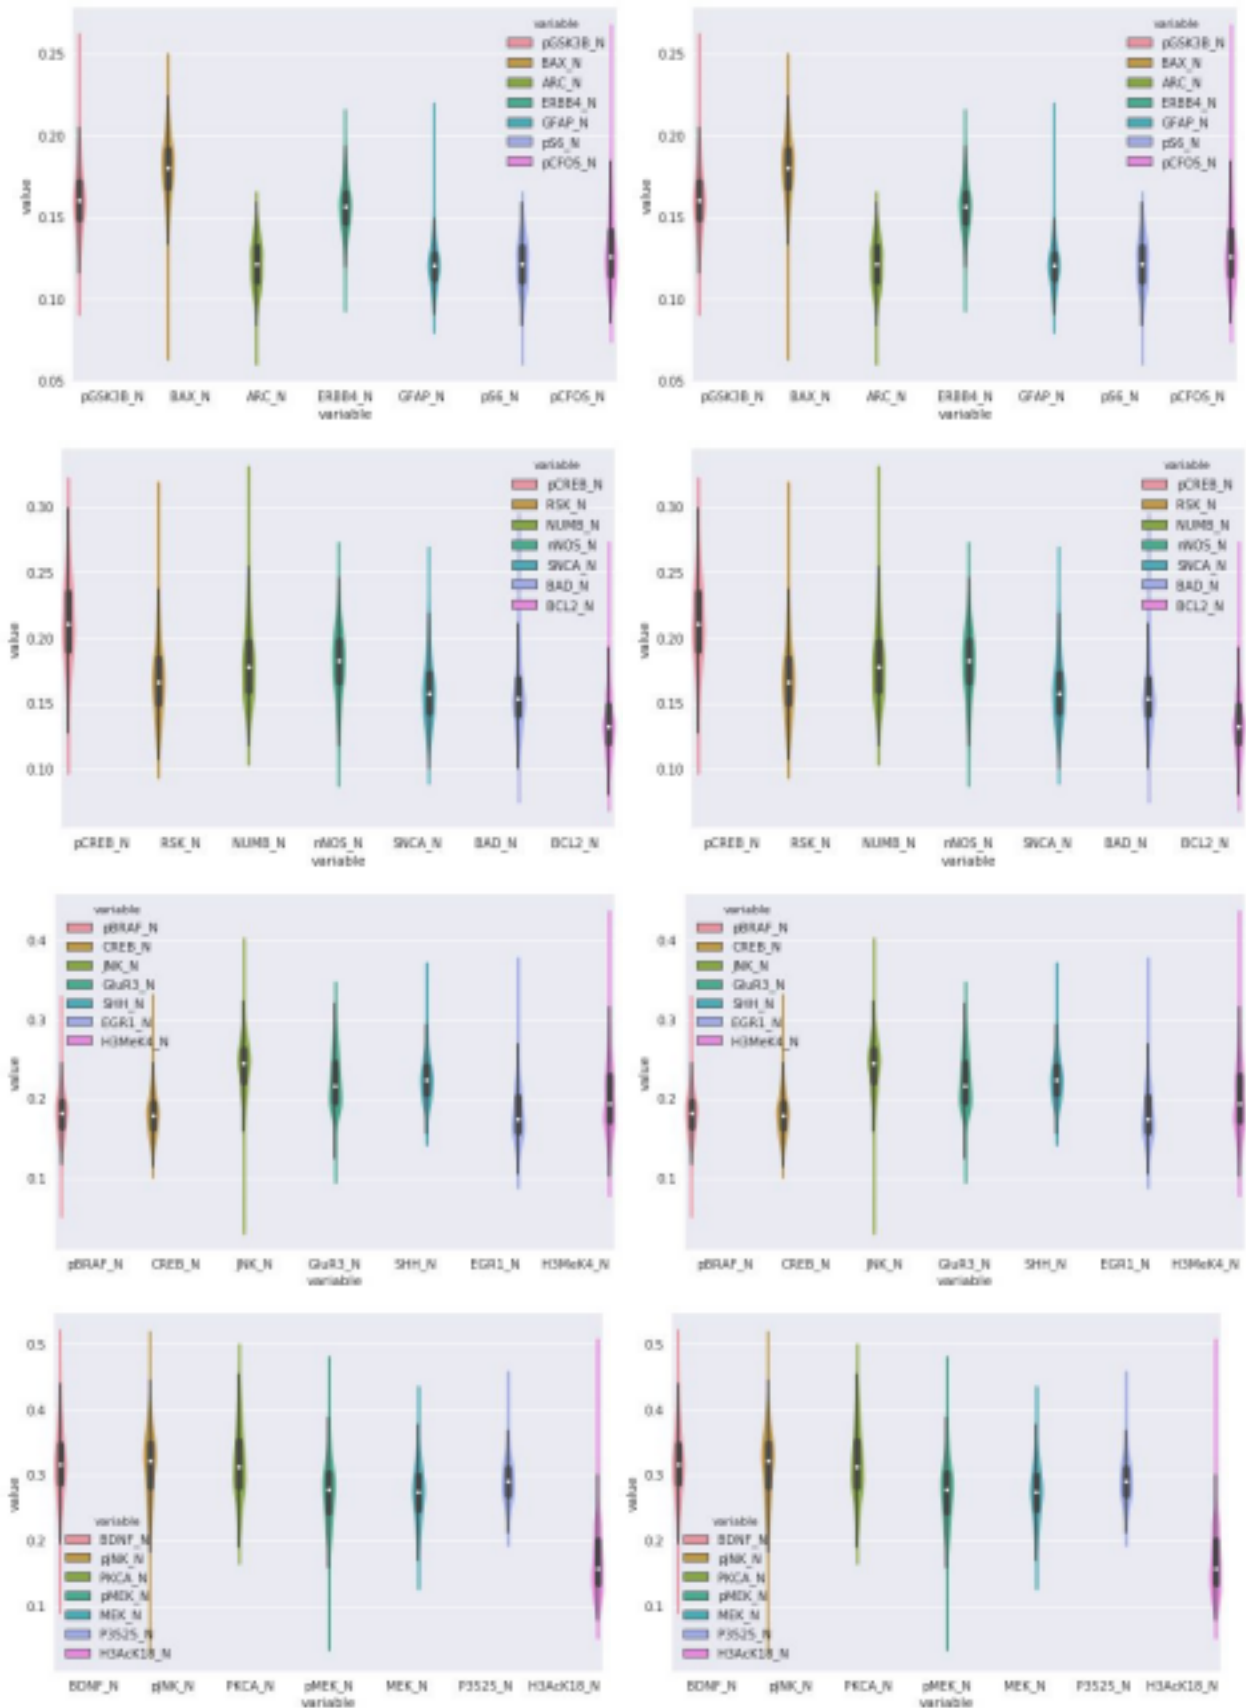 variable
pGSK3B_N
BAX_N
ARC_N
ERBB4_N
GFAP_N
pS6_N
pCFOS_N
0.25
0.20
0.15
0.10
0.05
value
pGSK3B_N BAX_N ARC_N ERBB4_N GFAP_N pS6_N pCFOS_N
variable
variable
pGSK3B_N
BAX_N
ARC_N
ERBB4_N
GFAP_N
pS6_N
pCFOS_N
0.25
0.20
0.15
0.10
0.05
value
pGSK3B_N BAX_N ARC_N ERBB4_N GFAP_N pS6_N pCFOS_N
variable
variable
pCREB_N
RSK_N
NUMB_N
nNOS_N
SNCA_N
BAD_N
BCL2_N
0.30
0.25
0.20
0.15
0.10
value
pCREB_N RSK_N NUMB_N nNOS_N SNCA_N BAD_N BCL2_N
variable
variable
pCREB_N
RSK_N
NUMB_N
nNOS_N
SNCA_N
BAD_N
BCL2_N
0.30
0.25
0.20
0.15
0.10
value
pCREB_N RSK_N NUMB_N nNOS_N SNCA_N BAD_N BCL2_N
variable
variable
pBRAF_N
CREB_N
JNK_N
GluR3_N
SHH_N
EGR1_N
H3MeK4_N
0.4
0.3
0.2
0.1
value
pBRAF_N CREB_N JNK_N GluR3_N SHH_N EGR1_N H3MeK4_N
variable
variable
pBRAF_N
CREB_N
JNK_N
GluR3_N
SHH_N
EGR1_N
H3MeK4_N
0.4
0.3
0.2
0.1
value
pBRAF_N CREB_N JNK_N GluR3_N SHH_N EGR1_N H3MeK4_N
variable
0.5
0.4
0.3
0.2
0.1
value
variable
BDNF_N
pJNK_N
PKCA_N
pMEK_N
MEK_N
P3525_N
H3AcK18_N
BDNF_N pJNK_N PKCA_N pMEK_N MEK_N P3525_N H3AcK18_N
variable
0.5
0.4
0.3
0.2
0.1
value
variable
BDNF_N
pJNK_N
PKCA_N
pMEK_N
MEK_N
P3525_N
H3AcK18_N
BDNF_N pJNK_N PKCA_N pMEK_N MEK_N P3525_N H3AcK18_N
variable